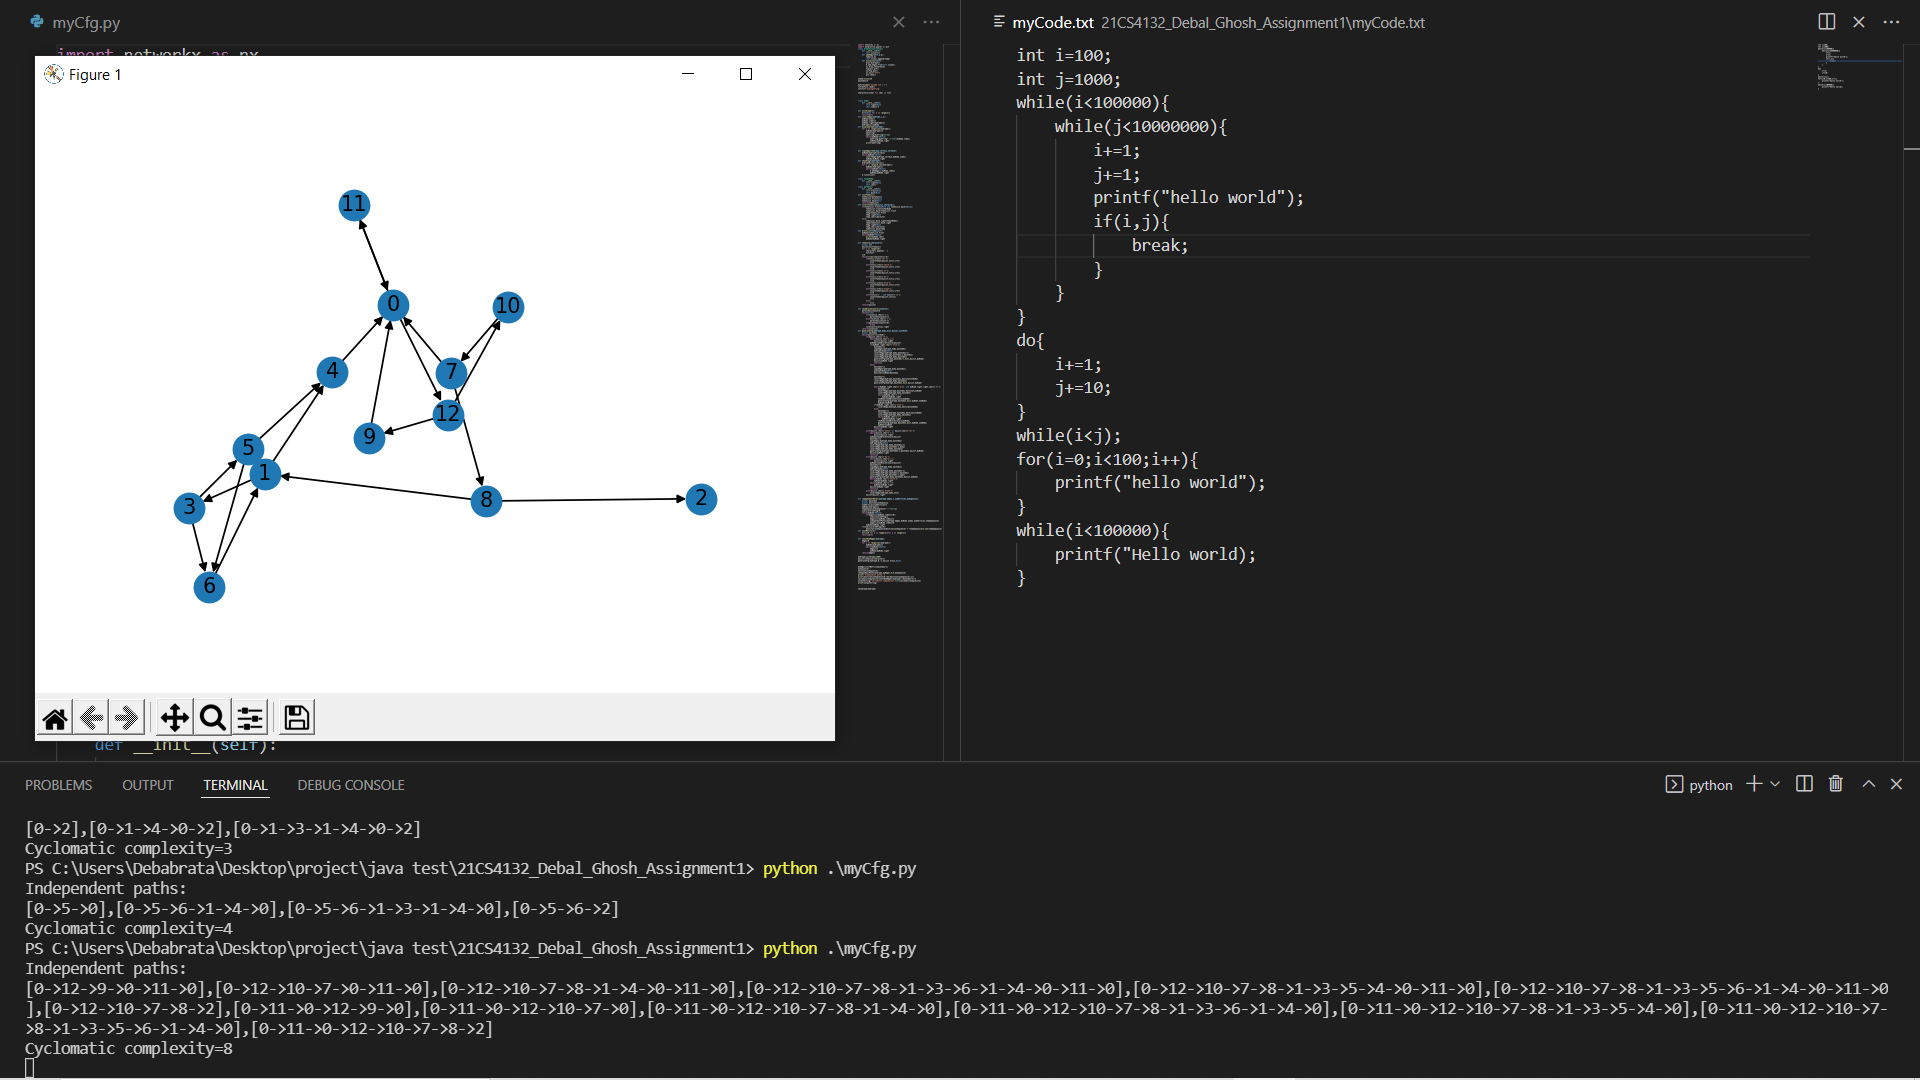 myCfg.py
import networkx as nx
Figure 1
11
0
10
4
7
12
9
5
1
3
8
2
6
def __init__(self):
myCode.txt 21CS4132_Debal_Ghosh_Assignment1\myCode.txt
int i=100;
int j=1000;
while(i<100000){
while(j<10000000){
i+=1;
j+=1;
printf("hello world");
if(i,j){
break;
}
}
}
do{
i+=1;
j+=10;
}
while(i<j);
for(i=0;i<100;i++){
printf("hello world");
}
while(i<100000){
printf("Hello world);
}
PROBLEMS OUTPUT TERMINAL DEBUG CONSOLE
python
[0->2],[0->1->4->0->2],[0->1->3->1->4->0->2]
Cyclomatic complexity=3
PS C:\Users\Debabrata\Desktop\project\java test\21CS4132_Debal_Ghosh_Assignment1> python .\myCfg.py
Independent paths:
[0->5->0],[0->5->6->1->4->0],[0->5->6->1->3->1->4->0],[0->5->6->2]
Cyclomatic complexity=4
PS C:\Users\Debabrata\Desktop\project\java test\21CS4132_Debal_Ghosh_Assignment1> python .\myCfg.py
Independent paths:
[0->12->9->0->11->0],[0->12->10->7->0->11->0],[0->12->10->7->8->1->4->0->11->0],[0->12->10->7->8->1->3->6->1->4->0->11->0],[0->12->10->7->8->1->3->5->4->0->11->0],[0->12->10->7->8->1->3->5->6->1->4->0->11->0
],[0->12->10->7->8->2],[0->11->0->12->9->0],[0->11->0->12->10->7->0],[0->11->0->12->10->7->8->1->4->0],[0->11->0->12->10->7->8->1->3->6->1->4->0],[0->11->0->12->10->7->8->1->3->5->4->0],[0->11->0->12->10->7-
>8->1->3->5->6->1->4->0],[0->11->0->12->10->7->8->2]
Cyclomatic complexity=8